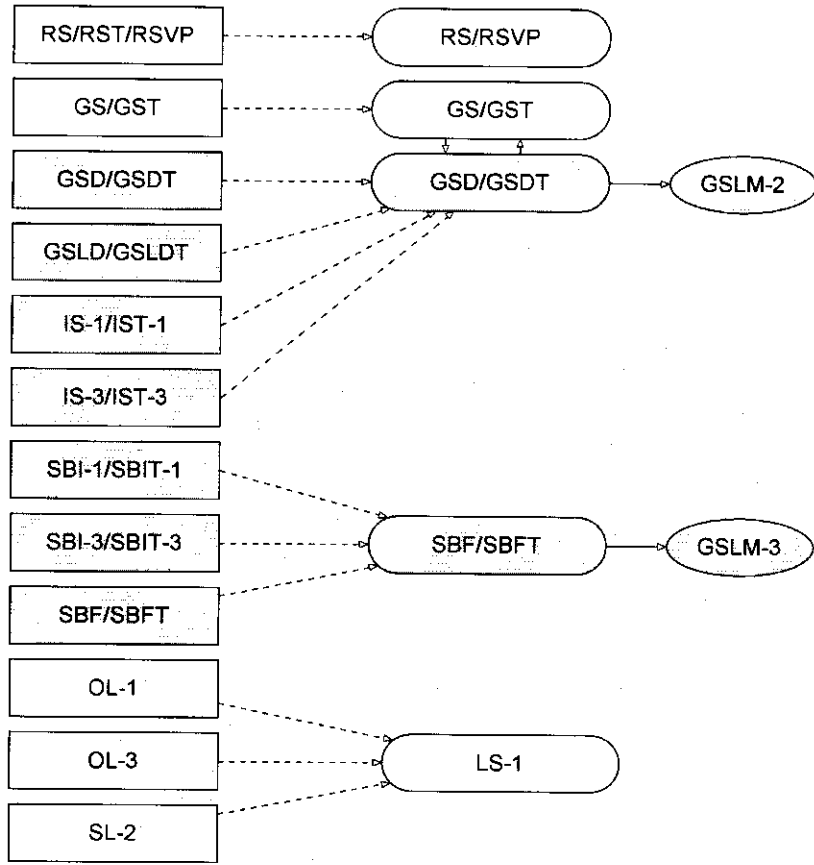 RS/RST/RSVP
RS/RSVP
GS/GST
GS/GST
GSD/GSDT
GSD/GSDT
GSLM-2
GSLD/GSLDT
IS-1/IST-1
IS-3/IST-3
SBI-1/SBIT-1
SBI-3/SBIT-3
SBF/SBFT
GSLM-3
SBF/SBFT
OL-1
OL-3
LS-1
SL-2